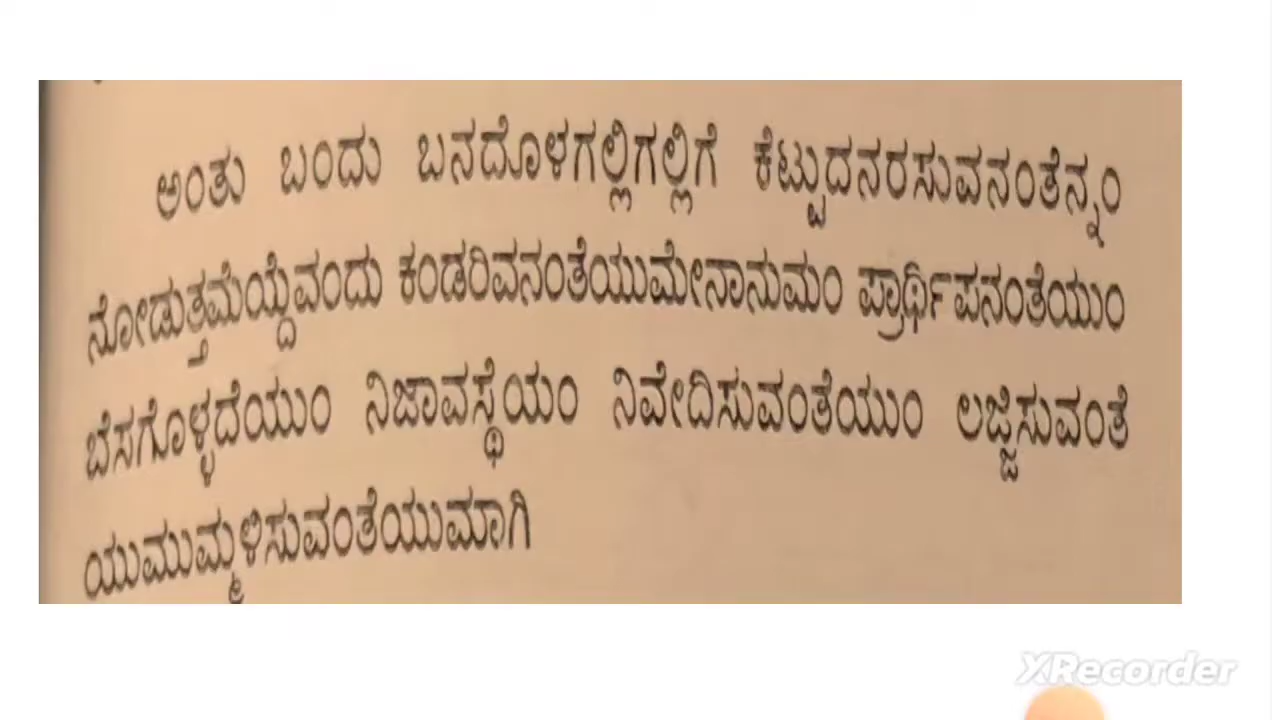 ಅಂತು ಬಂದು ಬನದೊಳಗಲ್ಲಿಗಲ್ಲಿಗೆ ಕೆಟ್ಟುದನರಸುವನಂತೆನ್ನಂ
ನೋಡುತ್ತಮೆಯ್ದೆವಂದು ಕಂಡರಿವನಂತೆಯುಮೇನಾನುಮಂ ಪ್ರಾರ್ಥಿಪನಂತೆಯುಂ
ಬೆಸಗೊಳ್ಳದೆಯುಂ ನಿಜಾವಸ್ಥೆಯಂ ನಿವೇದಿಸುವಂತೆಯುಂ ಲಜ್ಜಿಸುವಂತೆ
ಯುಮುಮ್ಮಳಿಸುವಂತೆಯುಮಾಗಿ
XRecorder